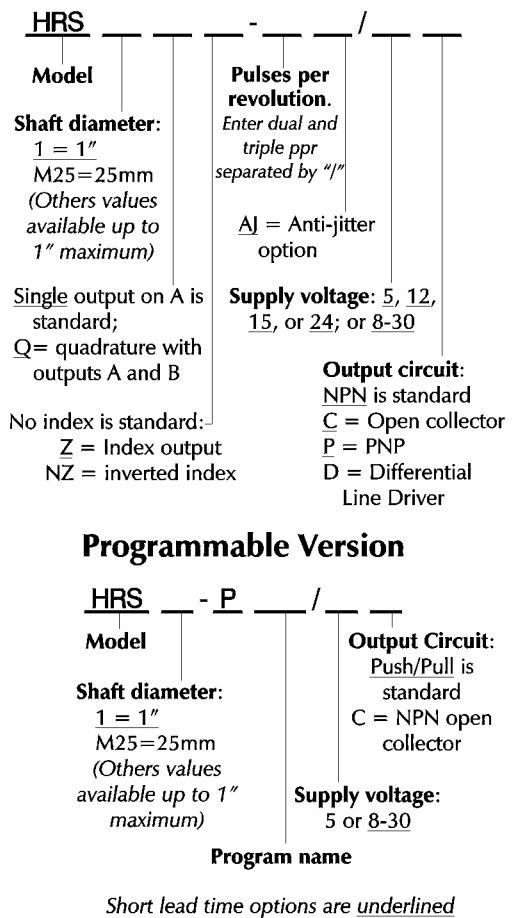 HRS - /
Model
Pulses per
revolution.
Enter dual and
triple ppr
separated by "/"
Shaft diameter:
1 = 1"
M25=25mm
(Others values
available up to
1" maximum)
AJ = Anti-jitter
option
Single output on A is
standard;
Q= quadrature with
outputs A and B
Supply voltage: 5, 12,
15, or 24; or 8-30
Output circuit:
NPN is standard
C = Open collector
P = PNP
D = Differential
Line Driver
No index is standard:
Z = Index output
NZ = inverted index
Programmable Version
HRS - P /
Model
Output Circuit:
Push/Pull is
standard
C = NPN open
collector
Shaft diameter:
1 = 1"
M25=25mm
(Others values
available up to 1"
maximum)
Supply voltage:
5 or 8-30
Program name
Short lead time options are underlined